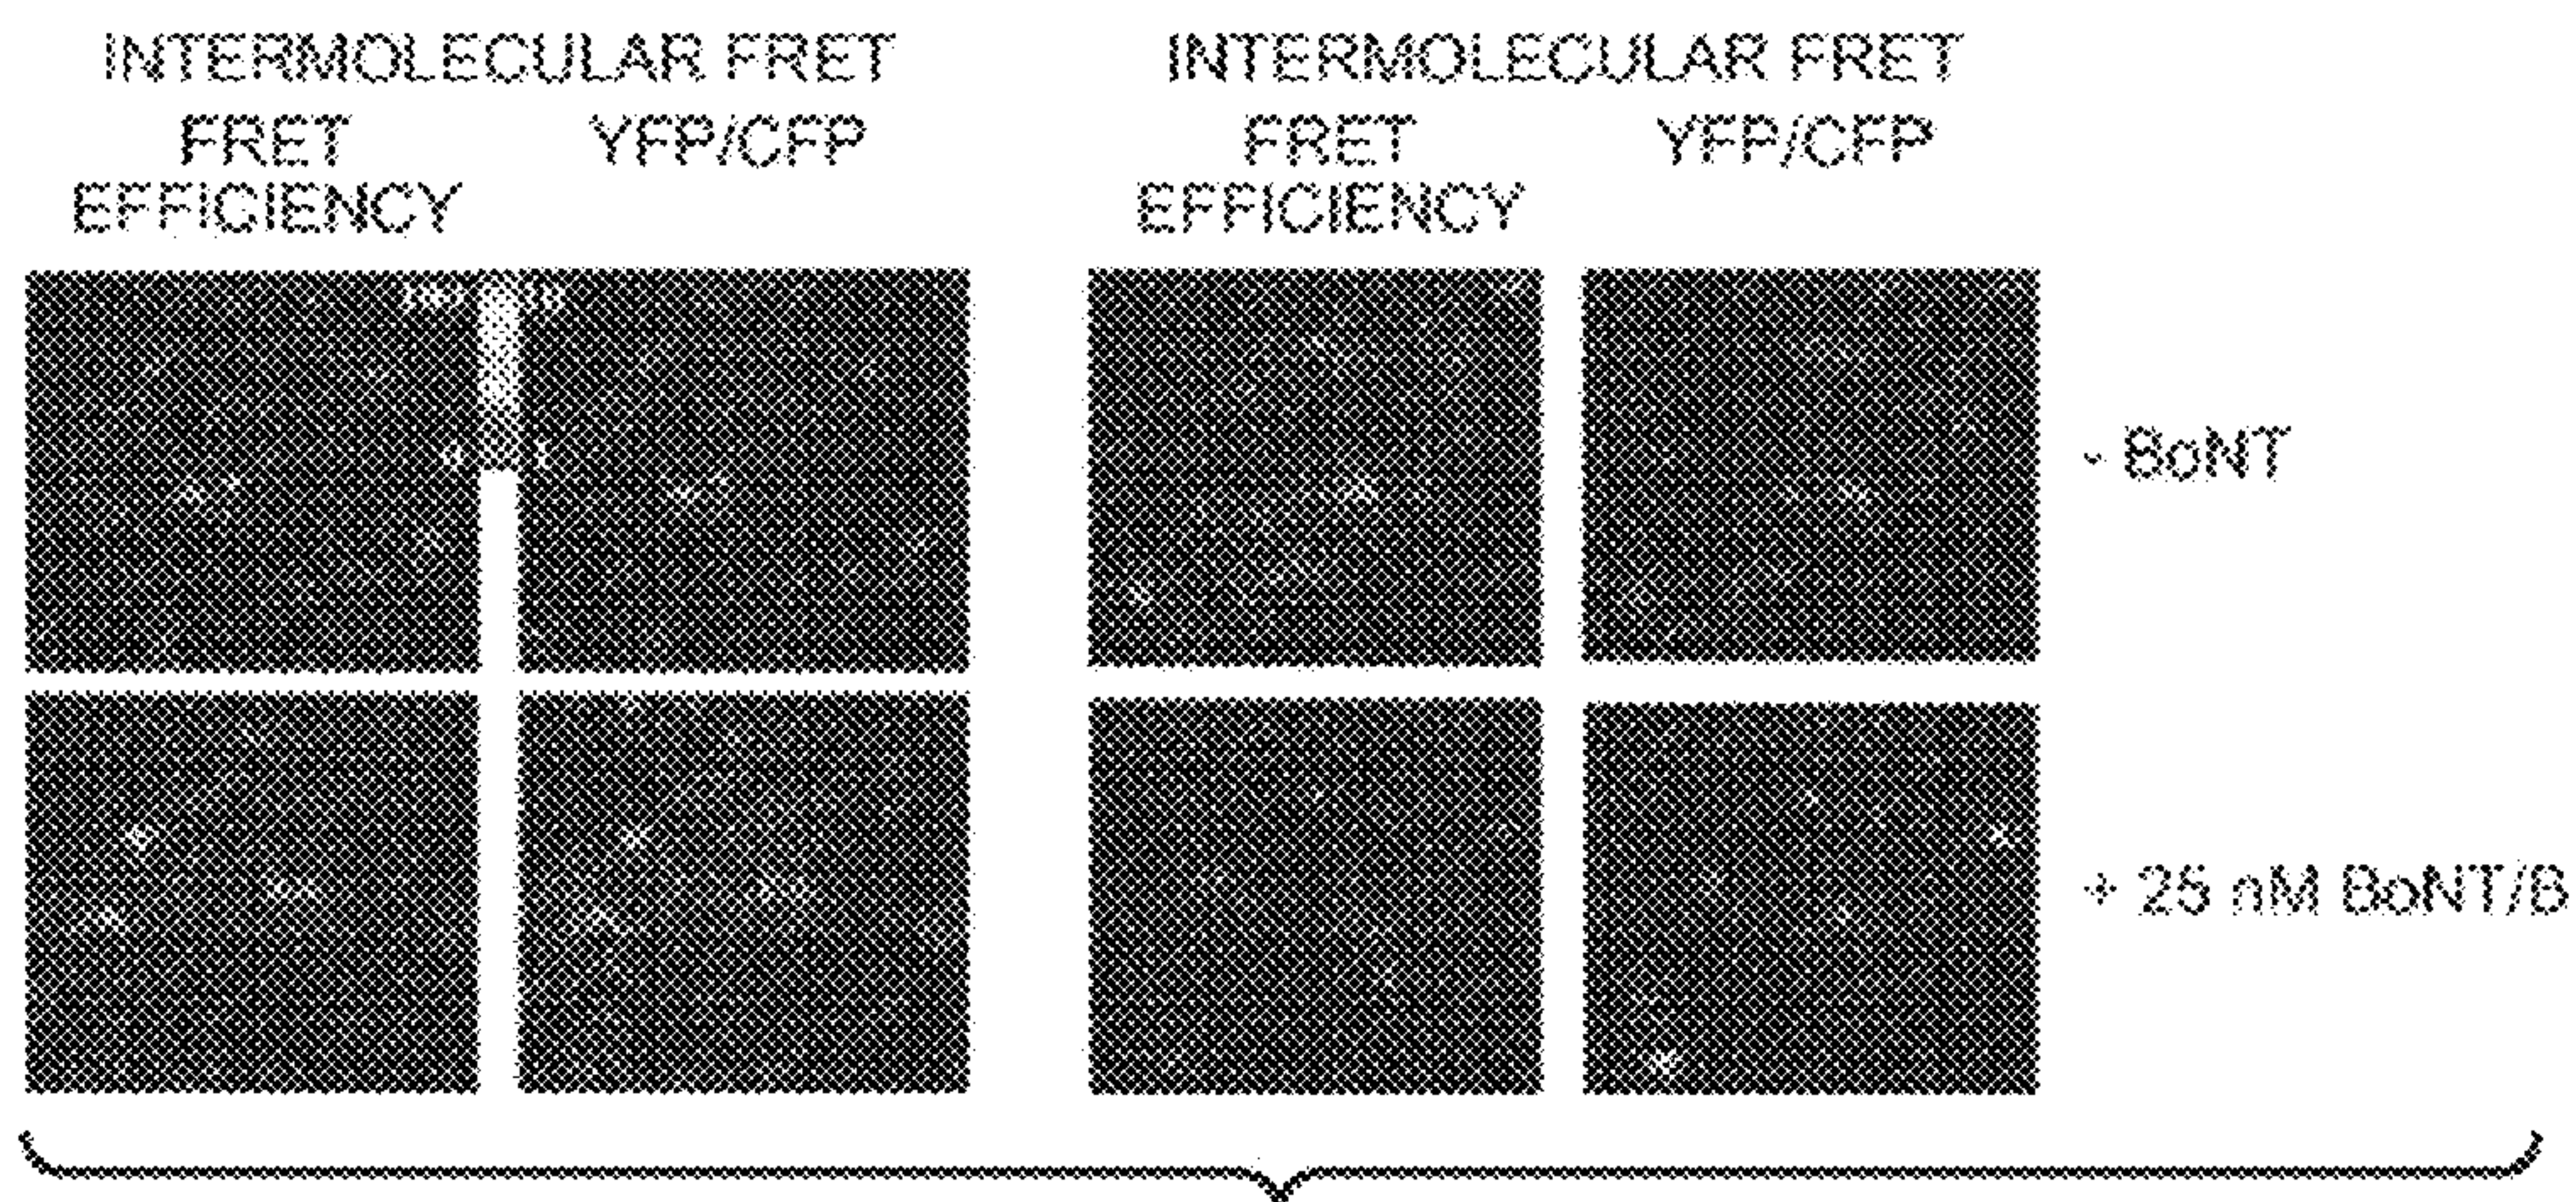 INTERMOLECULAR FRET INTERMOLECULAR FRET
FRET YFP/CFP FRET YFP/CFP
EFFICIENCY EFFICIENCY
- BoNT
+ 25 nM BoNT/B